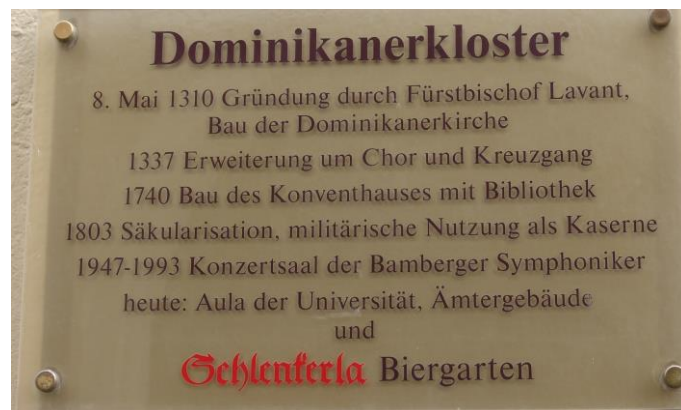 Dominikanerkloster
8. Mai 1310 Gründung durch Fürstbischof Lavant,
Bau der Dominikanerkirche
1337 Erweiterung um Chor und Kreuzgang
1740 Bau des Konventhauses mit Bibliothek
1803 Säkularisation, militärische Nutzung als Kaserne
1947-1993 Konzertsaal der Bamberger Symphoniker
heute: Aula der Universität, Ämtergebäude
und
Schlenkerla Biergarten